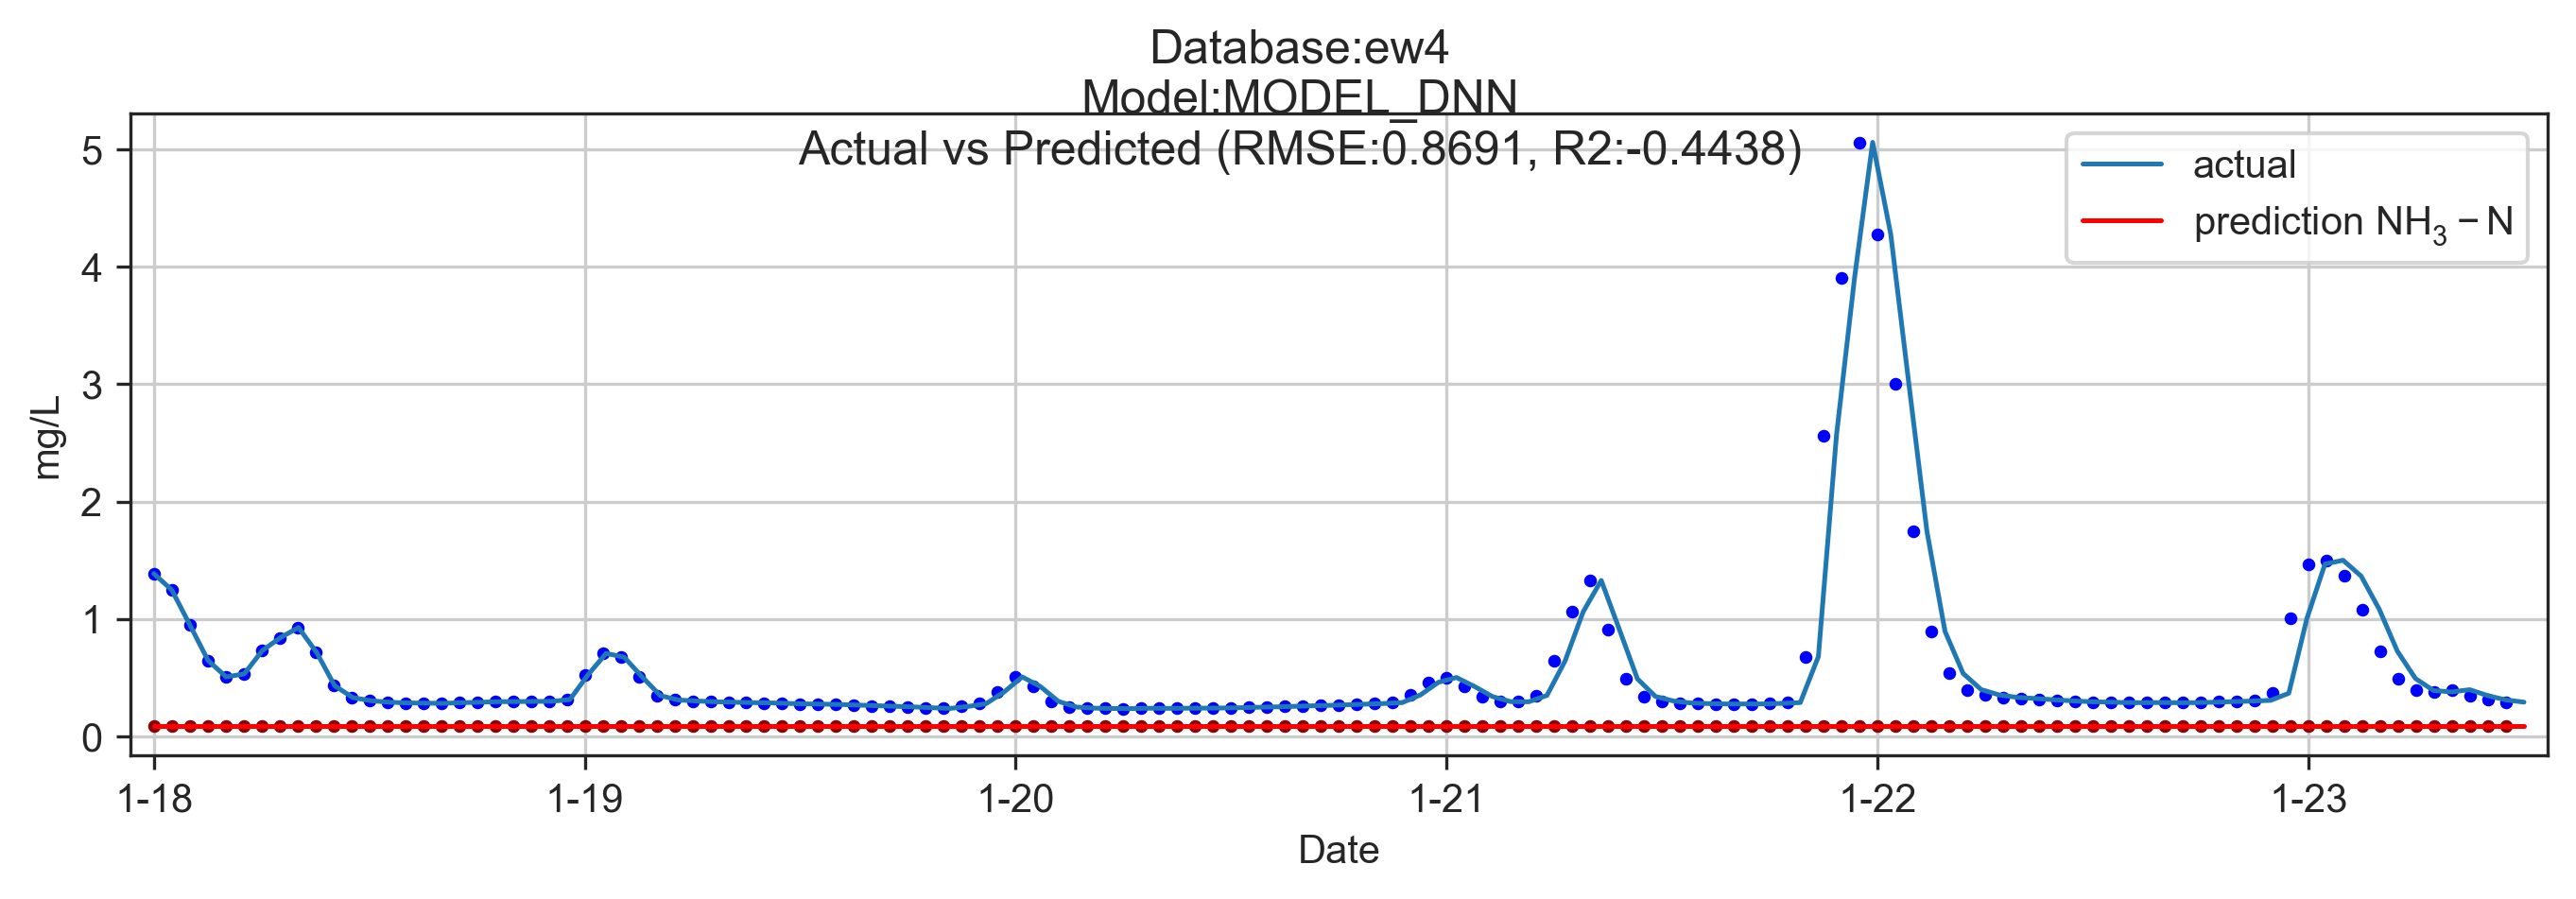 Database:ew4
Model:MODEL_DNN
Actual vs Predicted (RMSE:0.8691, R2:-0.4438)
actual
prediction NH₃ − N
5
4
3
2
1
0
mg/L
1-18 1-19 1-20 1-21 1-22 1-23
Date